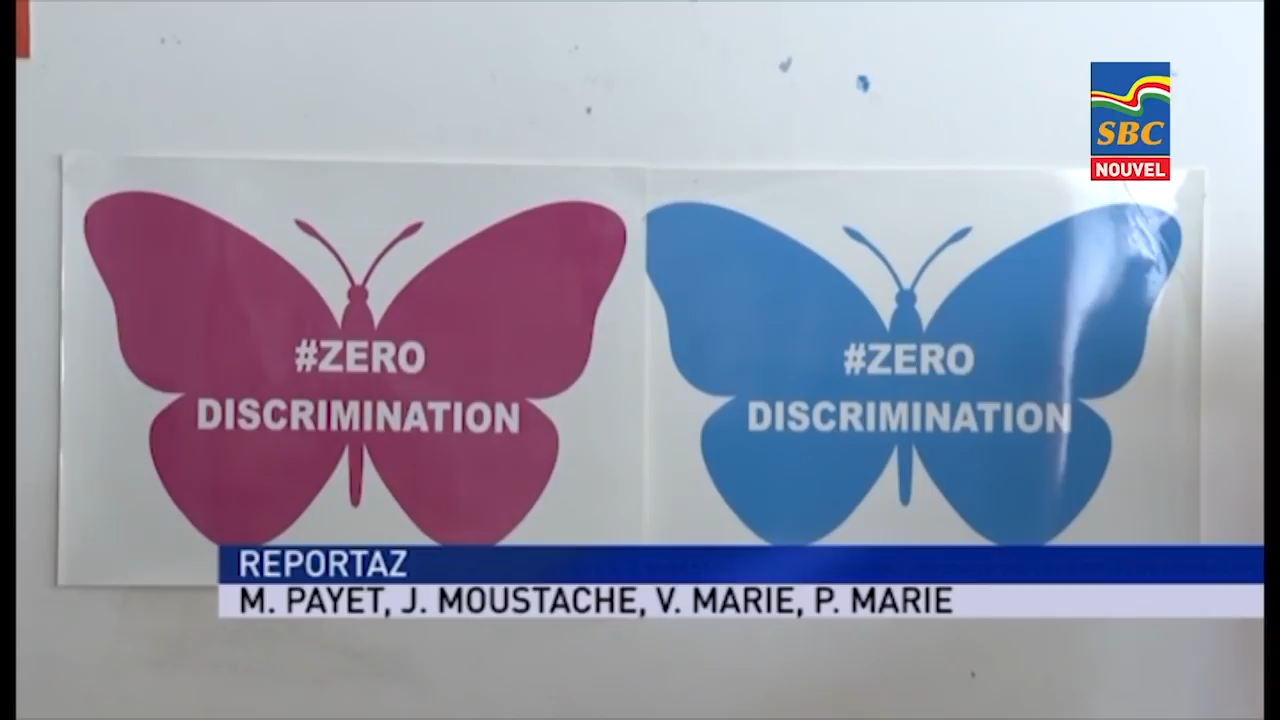 SBC
NOUVEL
#ZERO
DISCRIMINATION
#ZERO
DISCRIMINATION
REPORTAZ
M. PAYET, J. MOUSTACHE, V. MARIE, P. MARIE